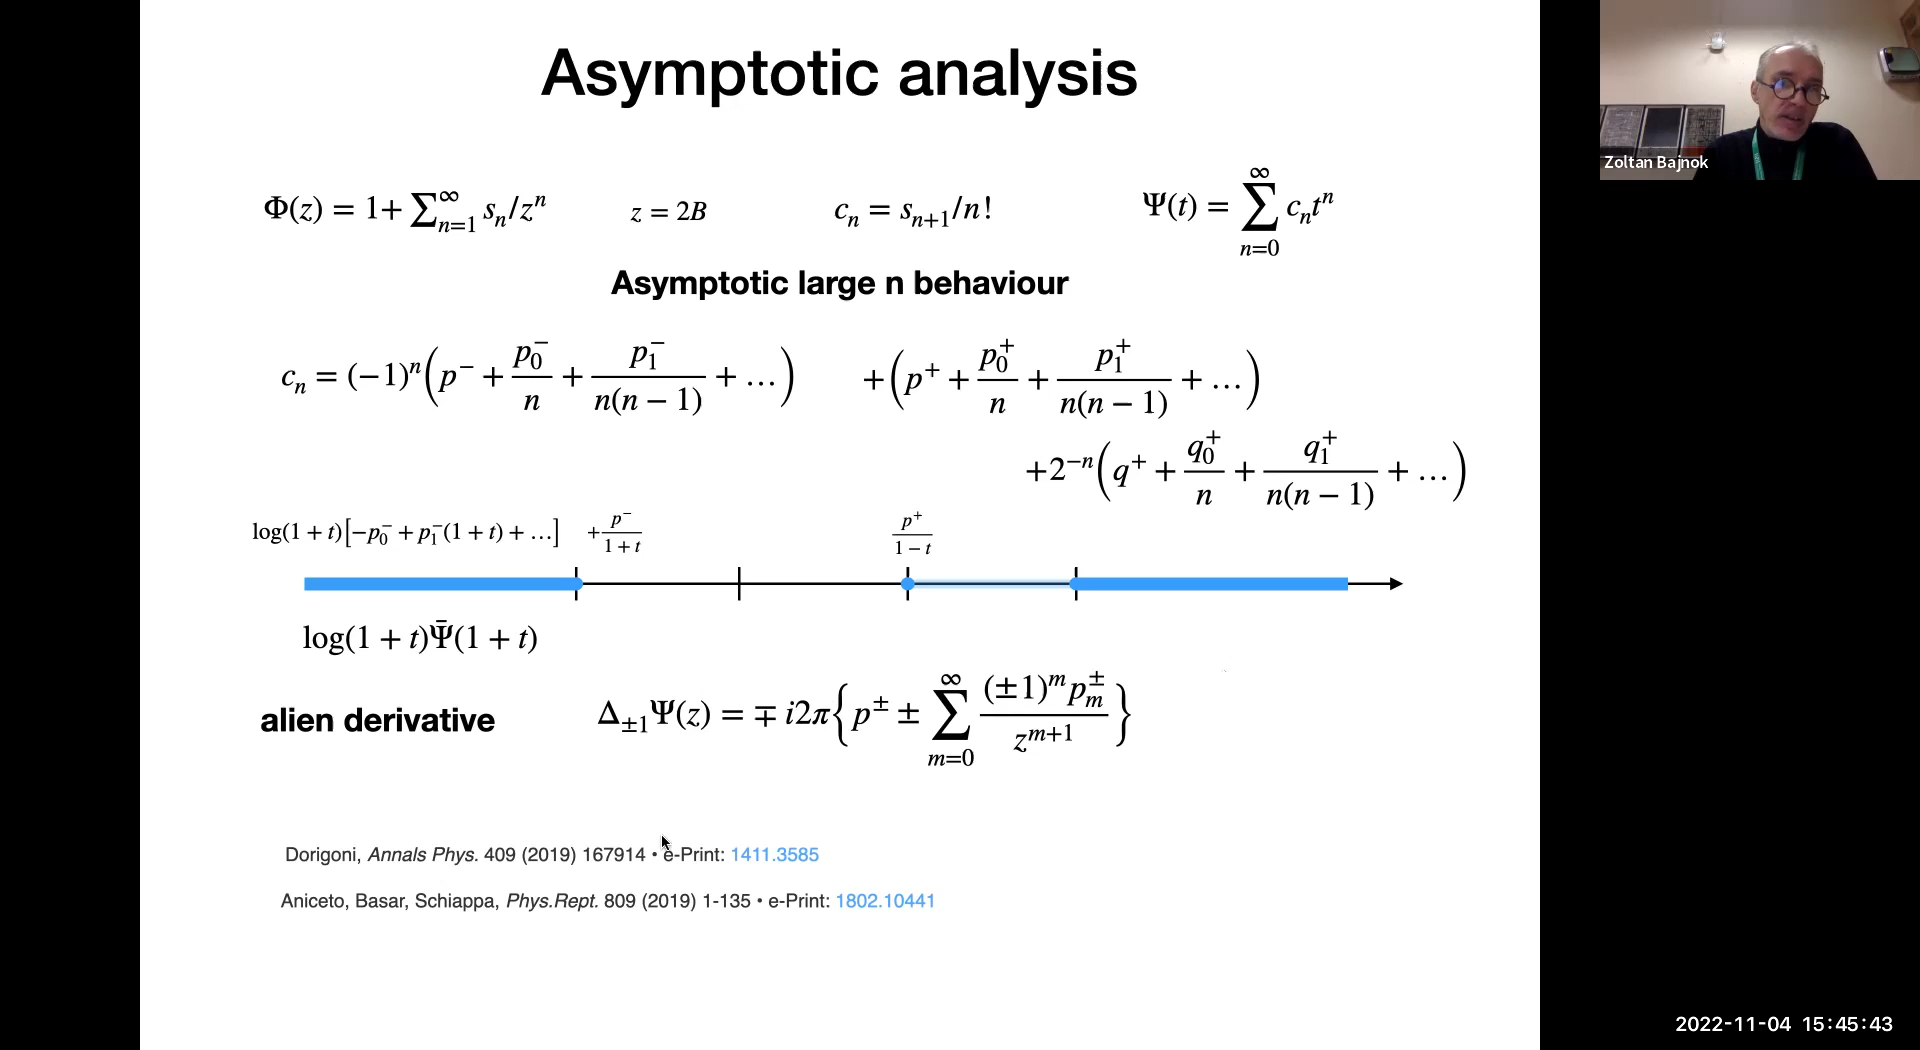 Asymptotic analysis
Φ(z) = 1+ ∑_{n=1}^{∞} s_n/z^n    z = 2B    c_n = s_{n+1}/n!    Ψ(t) = ∑_{n=0}^{∞} c_n t^n
Asymptotic large n behaviour
c_n = (−1)^n(p^− + p_0^−/n + p_1^−/(n(n − 1)) + …)    +(p^+ + p_0^+/n + p_1^+/(n(n − 1)) + …)
+2^{−n}(q^+ + q_0^+/n + q_1^+/(n(n − 1)) + …)
log(1 + t)[−p_0^− + p_1^−(1 + t) + …]    + p^−/(1 + t)    p^+/(1 − t)
log(1 + t)Ψ̄(1 + t)
alien derivative    Δ_{±1}Ψ(z) = ∓ i2π{p^± ± ∑_{m=0}^{∞} (±1)^m p_m^±/z^{m+1}}
Dorigoni, Annals Phys. 409 (2019) 167914 • e-Print: 1411.3585
Aniceto, Basar, Schiappa, Phys.Rept. 809 (2019) 1-135 • e-Print: 1802.10441
Zoltan Bajnok
2022-11-04 15:45:43